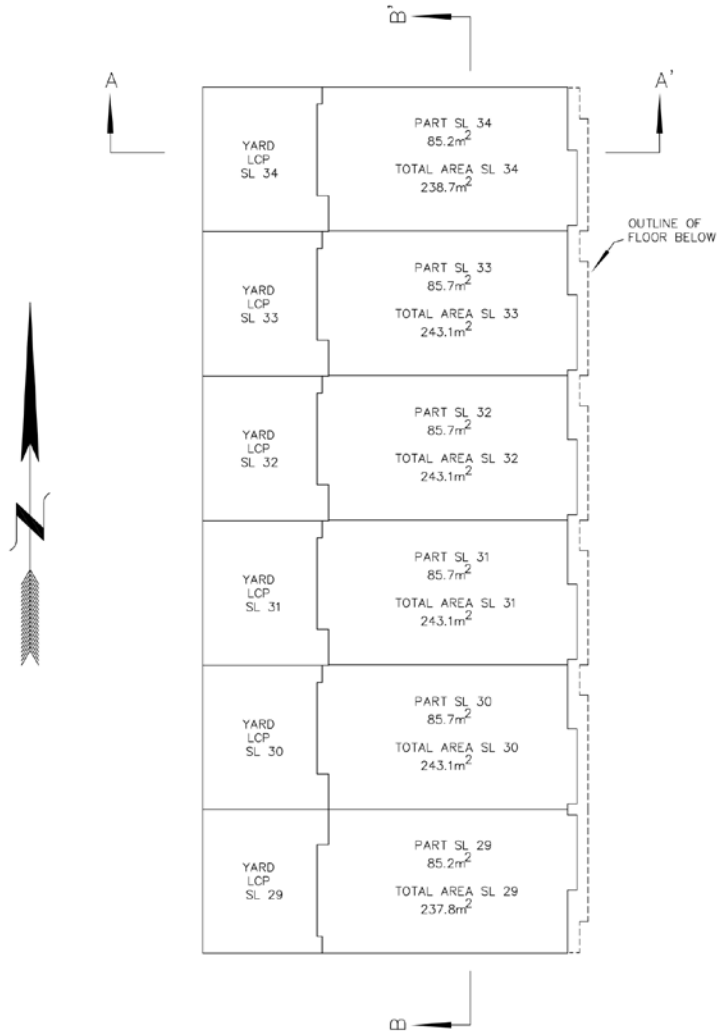 B'
A
A'
YARD
LCP
SL 34
PART SL 34
85.2m²
TOTAL AREA SL 34
238.7m²
OUTLINE OF
FLOOR BELOW
YARD
LCP
SL 33
PART SL 33
85.7m²
TOTAL AREA SL 33
243.1m²
N
YARD
LCP
SL 32
PART SL 32
85.7m²
TOTAL AREA SL 32
243.1m²
YARD
LCP
SL 31
PART SL 31
85.7m²
TOTAL AREA SL 31
243.1m²
YARD
LCP
SL 30
PART SL 30
85.7m²
TOTAL AREA SL 30
243.1m²
YARD
LCP
SL 29
PART SL 29
85.2m²
TOTAL AREA SL 29
237.8m²
B